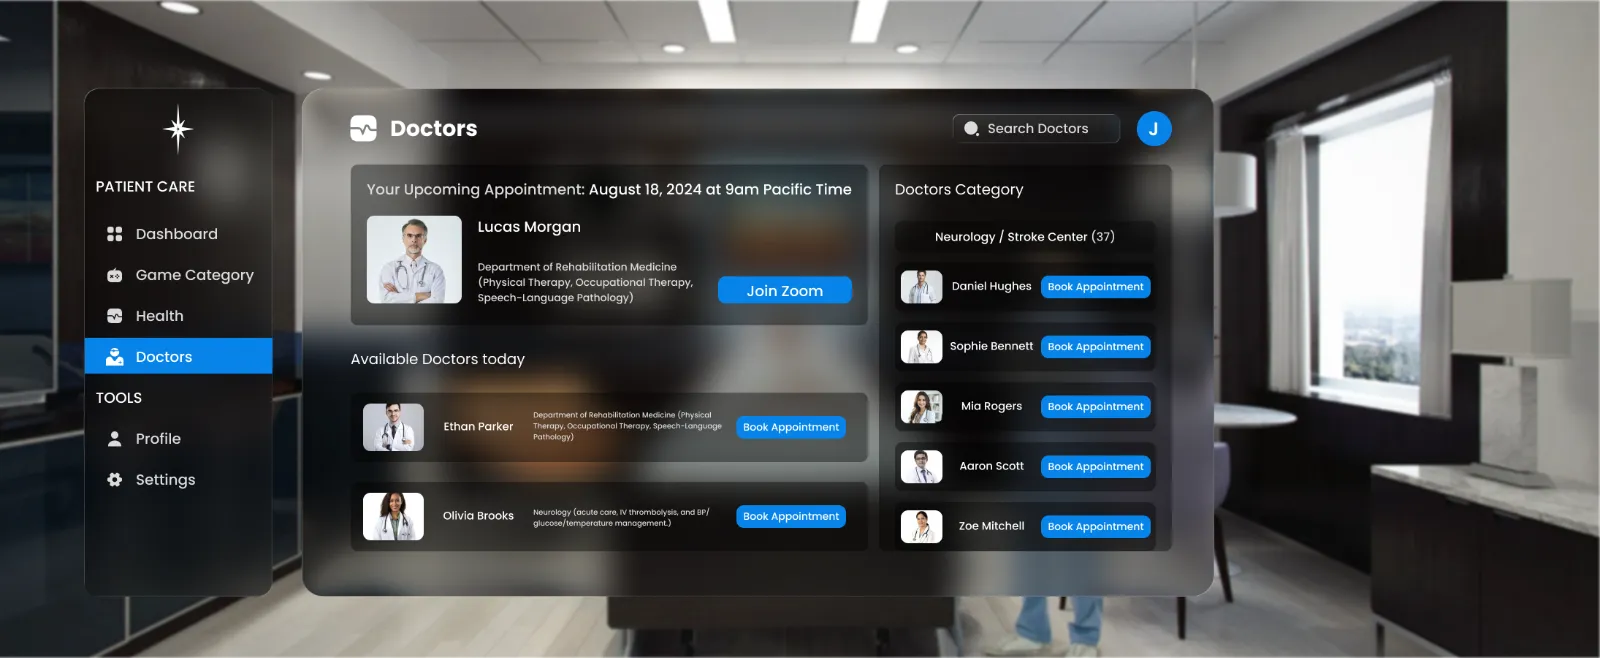 PATIENT CARE
Dashboard
Game Category
Health
Doctors
TOOLS
Profile
Settings
Doctors
Search Doctors
J
Your Upcoming Appointment: August 18, 2024 at 9am Pacific Time
Lucas Morgan
Department of Rehabilitation Medicine
(Physical Therapy, Occupational Therapy,
Speech-Language Pathology)
Join Zoom
Available Doctors today
Ethan Parker
Department of Rehabilitation Medicine (Physical
Therapy, Occupational Therapy, Speech-Language
Pathology)
Book Appointment
Olivia Brooks
Neurology (acute care, IV thrombolysis, and BP/
glucose/temperature management.)
Book Appointment
Doctors Category
Neurology / Stroke Center (37)
Daniel Hughes
Book Appointment
Sophie Bennett
Book Appointment
Mia Rogers
Book Appointment
Aaron Scott
Book Appointment
Zoe Mitchell
Book Appointment